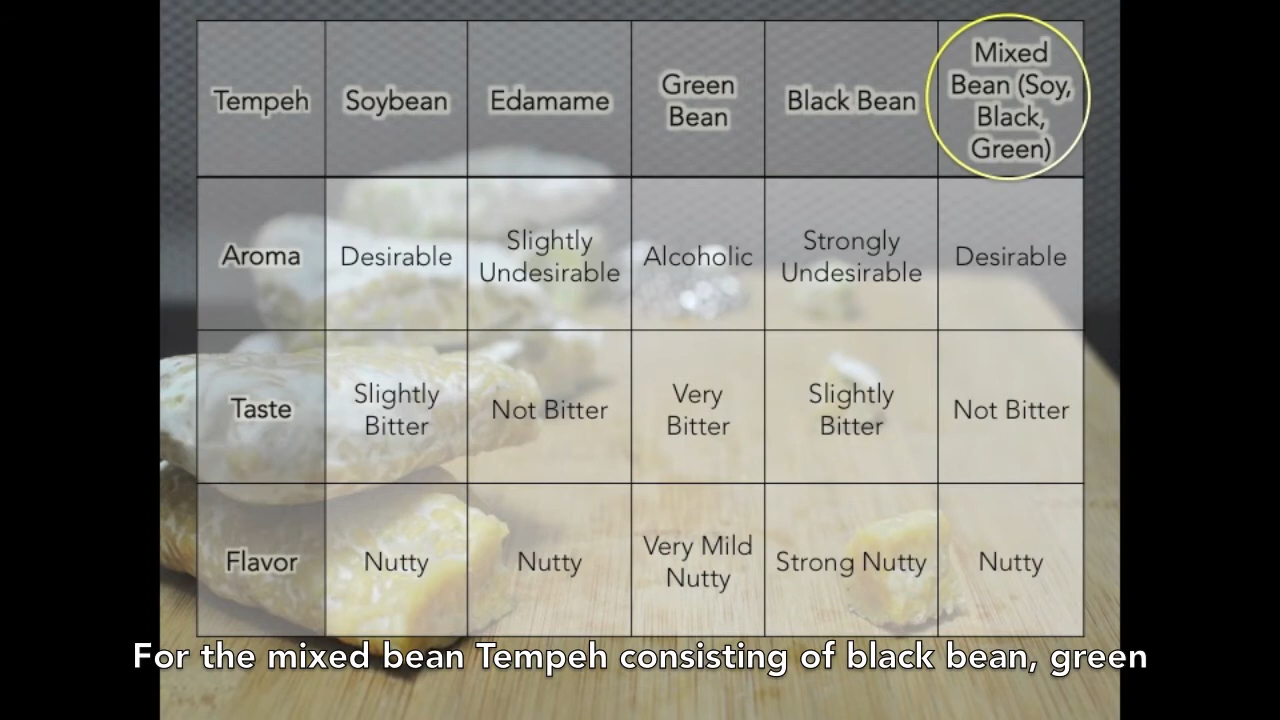 Tempeh
Soybean
Edamame
Green
Bean
Black Bean
Mixed
Bean (Soy,
Black,
Green)
Aroma
Desirable
Slightly
Undesirable
Alcoholic
Strongly
Undesirable
Desirable
Taste
Slightly
Bitter
Not Bitter
Very
Bitter
Slightly
Bitter
Not Bitter
Flavor
Nutty
Nutty
Very Mild
Nutty
Strong Nutty
Nutty
For the mixed bean Tempeh consisting of black bean, green